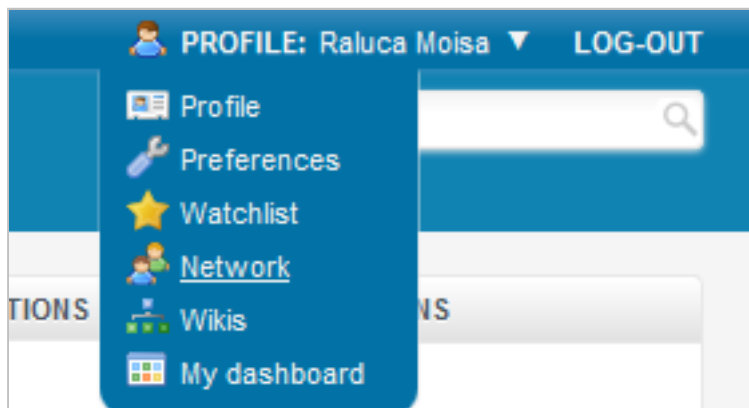 PROFILE: Raluca Moisa ▼ LOG-OUT
Profile
Preferences
Watchlist
Network
TIONS NS
Wikis
My dashboard